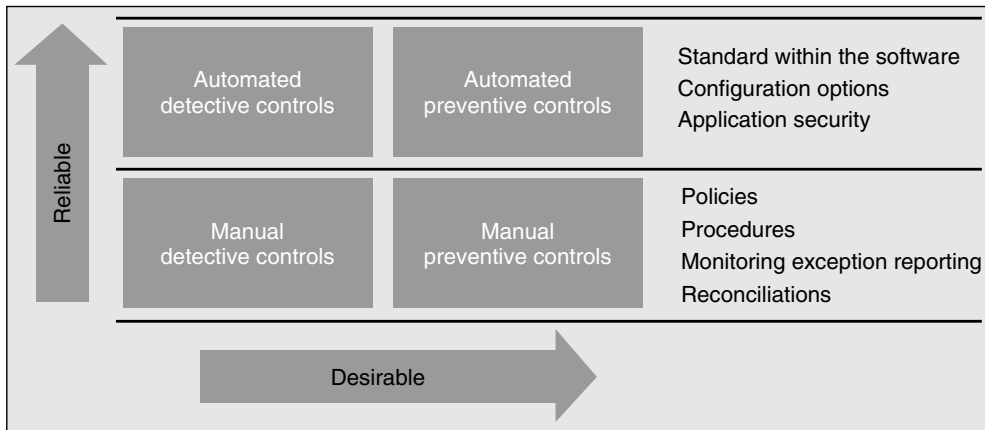 Reliable
Automated
detective controls
Automated
preventive controls
Standard within the software
Configuration options
Application security
Manual
detective controls
Manual
preventive controls
Policies
Procedures
Monitoring exception reporting
Reconciliations
Desirable